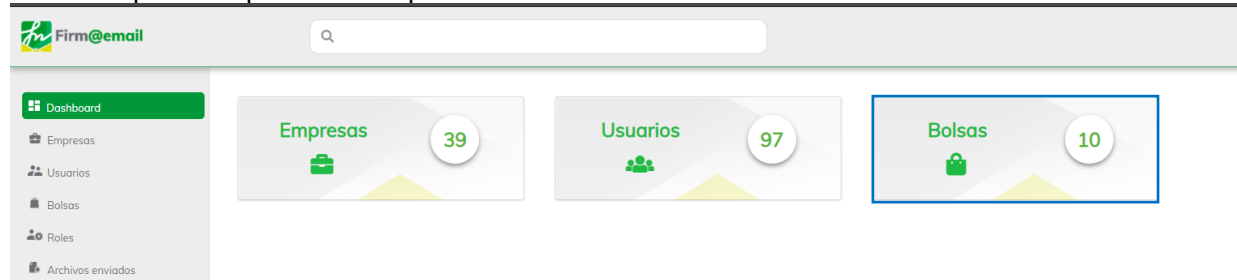 Firm@email
Dashboard
Empresas
Usuarios
Bolsas
Roles
Archivos enviados
Empresas
39
Usuarios
97
Bolsas
10